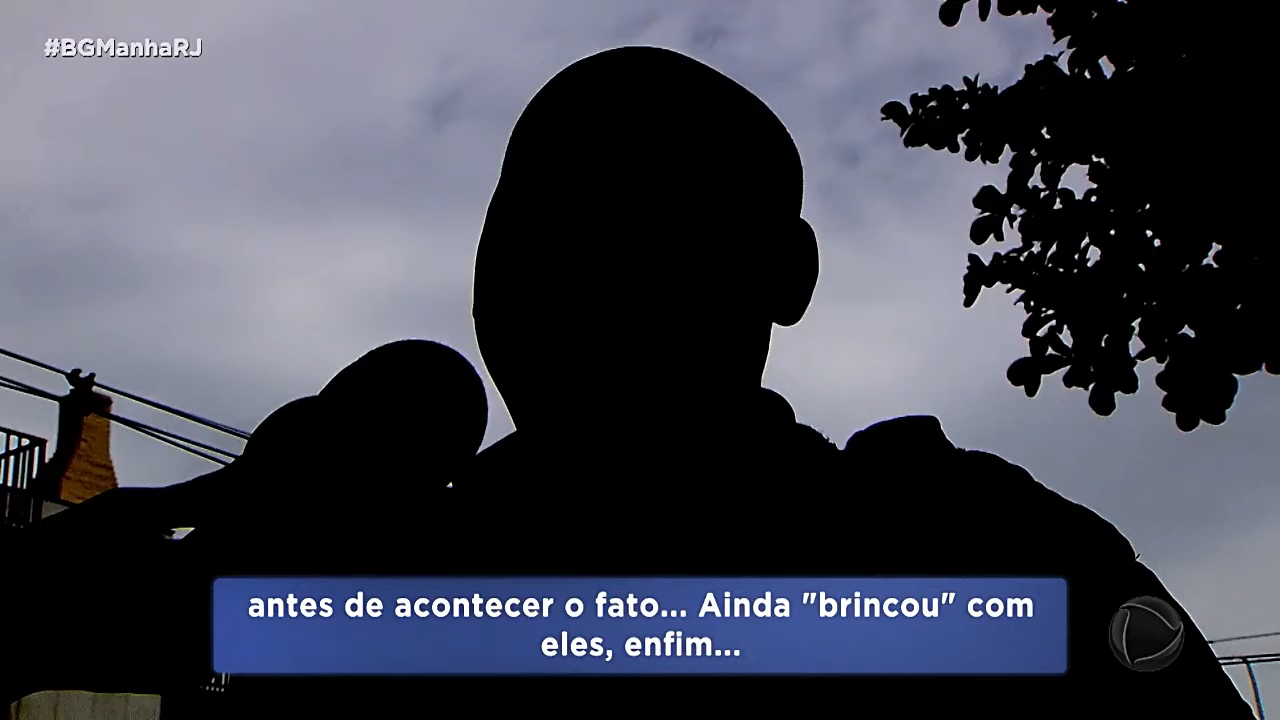 #BGManhaRJ
antes de acontecer o fato... Ainda "brincou" com
eles, enfim...